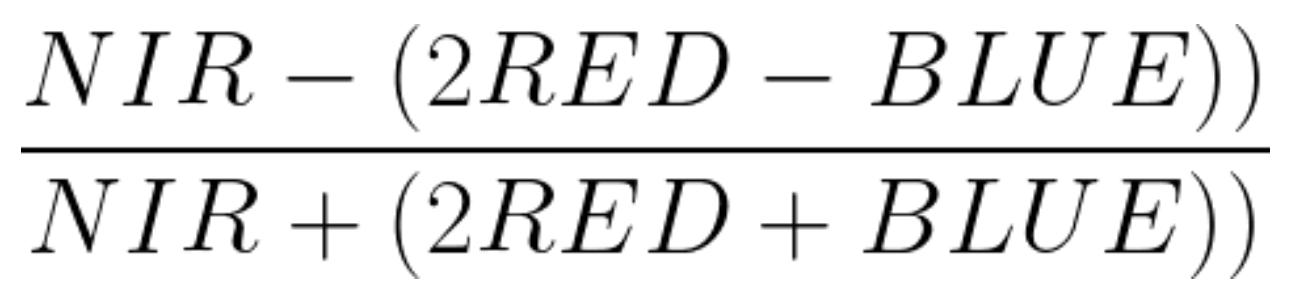 NIR − (2RED − BLUE))
NIR + (2RED + BLUE))